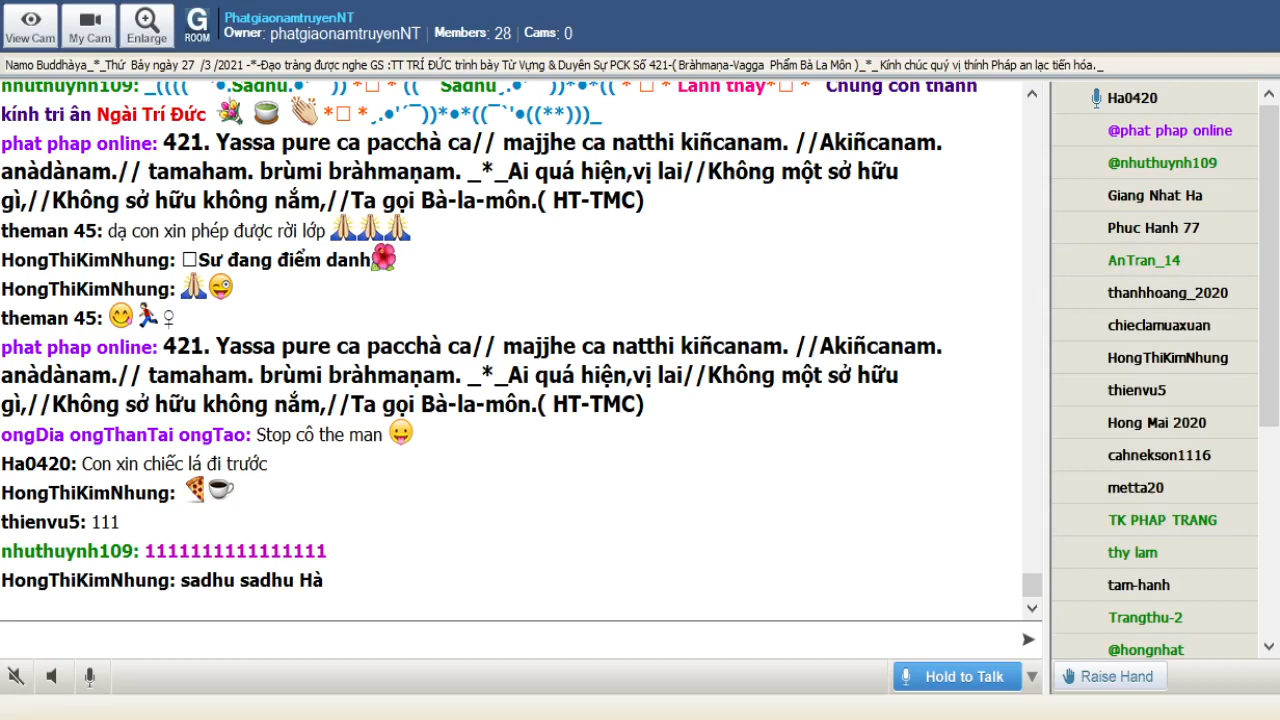 View Cam
My Cam
Enlarge
G
ROOM
PhatgiaonamtruyenNT
Owner: phatgiaonamtruyenNT | Members: 28 | Cams: 0
Namo Buddhàya_*_Thứ Bảy ngày 27 /3 /2021 -*-Đạo tràng được nghe GS :TT TRÍ ĐỨC trình bày Từ Vựng & Duyên Sự PCK Số 421-( Bràhmaṇa-Vagga Phẩm Bà La Môn )_*_ Kính chúc quý vị thính Pháp an lạc tiến hóa._
nhuthuynh109: Sadhu Sadhu Lành thay Chúng con thành
kính tri ân Ngài Trí Đức
phat phap online: 421. Yassa pure ca pacchà ca// majjhe ca natthi kiñcanam. //Akiñcanam.
anàdànam.// tamaham. brùmi bràhmaṇam. _*_Ai quá hiện,vị lai//Không một sở hữu
gì,//Không sở hữu không nắm,//Ta gọi Bà-la-môn.( HT-TMC)
theman 45: dạ con xin phép được rời lớp 🙏🙏🙏
HongThiKimNhung: Sư đang điểm danh🌺
HongThiKimNhung: 🙏😜
theman 45: 😋🏃♀
phat phap online: 421. Yassa pure ca pacchà ca// majjhe ca natthi kiñcanam. //Akiñcanam.
anàdànam.// tamaham. brùmi bràhmaṇam. _*_Ai quá hiện,vị lai//Không một sở hữu
gì,//Không sở hữu không nắm,//Ta gọi Bà-la-môn.( HT-TMC)
ongDia ongThanTai ongTao: Stop cô the man 😛
Ha0420: Con xin chiếc lá đi trước
HongThiKimNhung: 🍕☕
thienvu5: 111
nhuthuynh109: 1111111111111111
HongThiKimNhung: sadhu sadhu Hà
Hold to Talk
Ha0420
@phat phap online
@nhuthuynh109
Giang Nhat Ha
Phuc Hanh 77
AnTran_14
thanhhoang_2020
chieclamuaxuan
HongThiKimNhung
thienvu5
Hong Mai 2020
cahnekson1116
metta20
TK PHAP TRANG
thy lam
tam-hanh
Trangthu-2
@hongnhat
Raise Hand